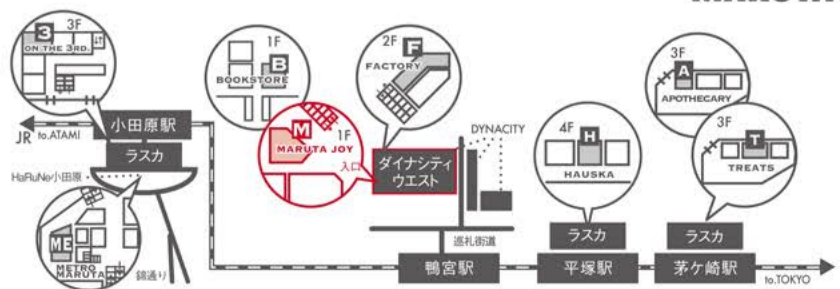 3
3F
ON THE 3RD.
JR
to.ATAMI
小田原駅
ラスカ
HaRuNe小田原
ME
METRO
MARUTA
錦通り
1F
B
BOOKSTORE
M
1F
MARUTA JOY
入口
2F
F
FACTORY
ダイナシティ
ウエスト
DYNACITY
巡礼街道
鴨宮駅
4F
H
HAUSKA
ラスカ
平塚駅
3F
A
APOTHECARY
3F
T
TREATS
ラスカ
茅ケ崎駅
to.TOKYO